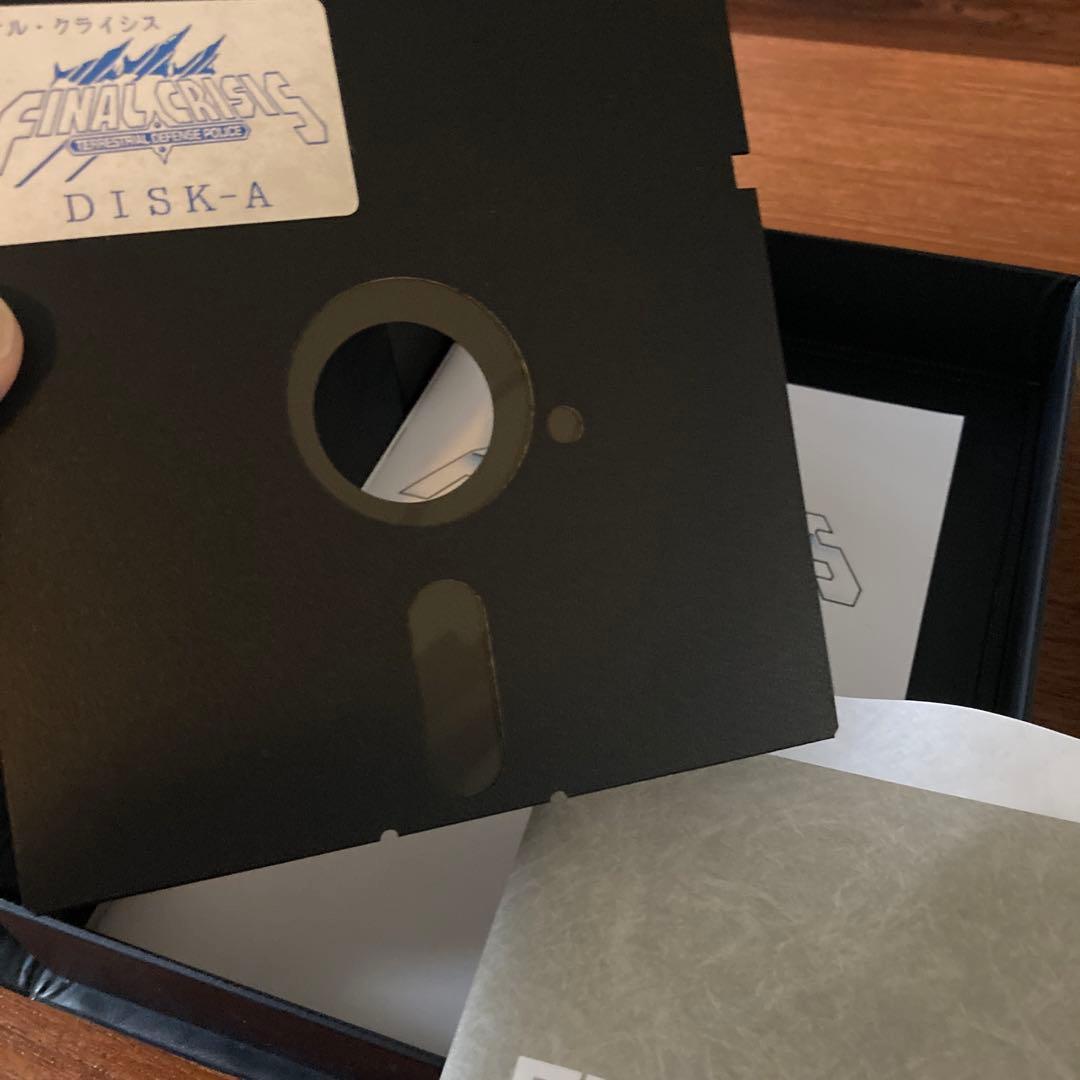 ル・クライシス
FINAL CRISIS
TERRESTRIAL DEFENSE POLICE
DISK-A
S